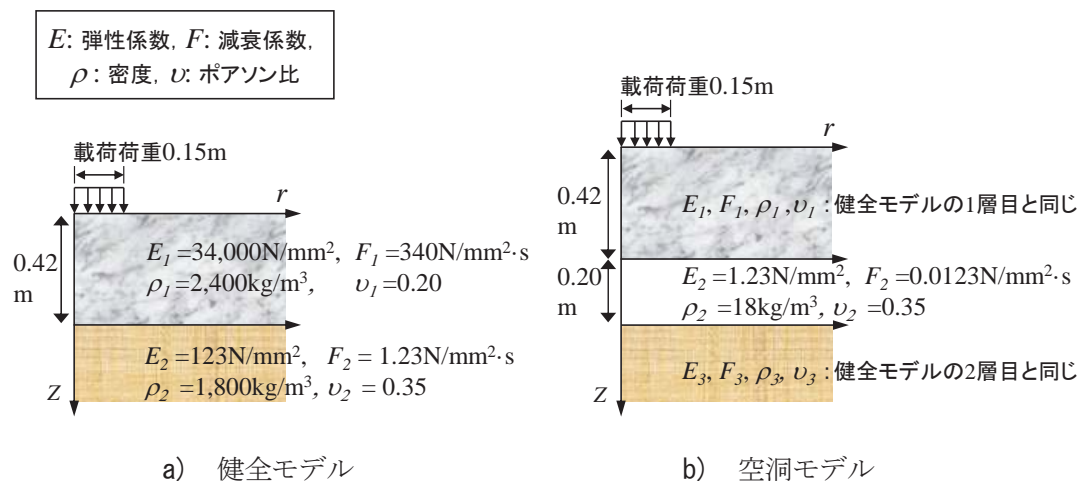 E: 弾性係数, F: 減衰係数,
ρ: 密度, υ: ポアソン比
載荷荷重0.15m
r
0.42
m
E1 =34,000N/mm², F1 =340N/mm²·s
ρ1 =2,400kg/m³, υ1 =0.20
E2 =123N/mm², F2 = 1.23N/mm²·s
ρ2 =1,800kg/m³, υ2 = 0.35
Z
a) 健全モデル
載荷荷重0.15m
r
0.42
m
E1, F1, ρ1 ,υ1 : 健全モデルの1層目と同じ
0.20
m
E2 =1.23N/mm², F2 = 0.0123N/mm²·s
ρ2 =18kg/m³, υ2 =0.35
E3, F3, ρ3, υ3 : 健全モデルの2層目と同じ
Z
b) 空洞モデル